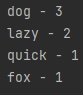 dog - 3
lazy - 2
quick - 1
fox - 1